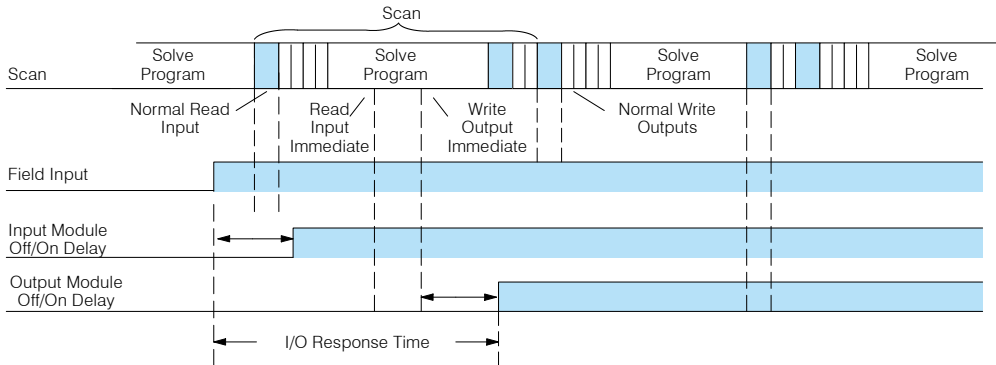 Scan
Scan
Solve
Program
Solve
Program
Solve
Program
Solve
Program
Normal Read
Input
Read
Input
Immediate
Write
Output
Immediate
Normal Write
Outputs
Field Input
Input Module
Off/On Delay
Output Module
Off/On Delay
I/O Response Time